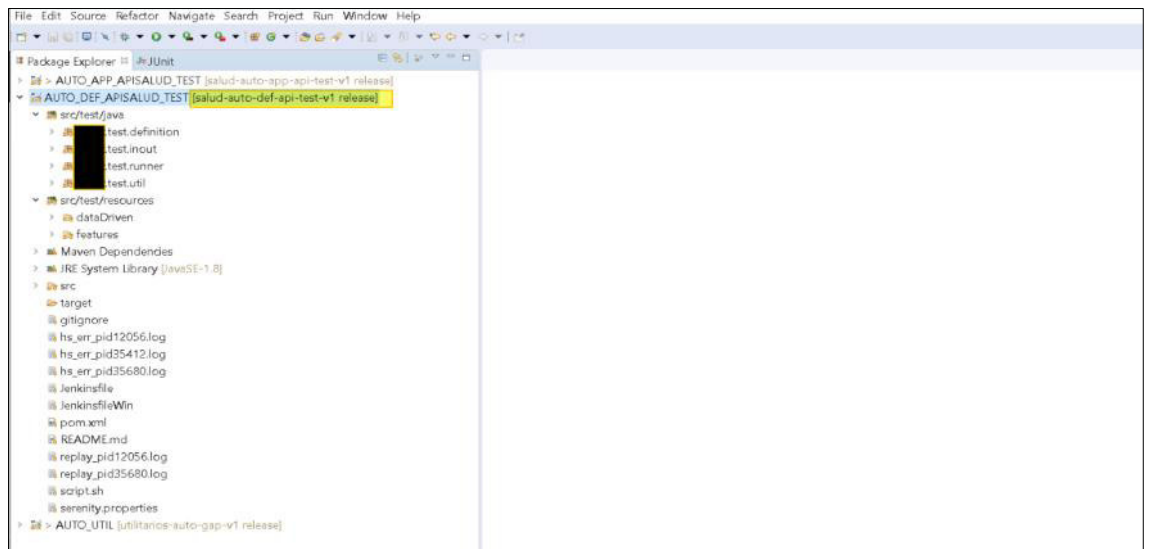 File Edit Source Refactor Navigate Search Project Run Window Help
Package Explorer JUnit
> AUTO_APP_APISALUD_TEST [salud-auto-app-api-test-v1 release]
AUTO_DEF_APISALUD_TEST [salud-auto-def-api-test-v1 release]
src/test/java
.test.definition
.test.inout
.test.runner
.test.util
src/test/resources
dataDriven
features
Maven Dependencies
JRE System Library [JavaSE-1.8]
src
target
gitignore
hs_err_pid12056.log
hs_err_pid35412.log
hs_err_pid35680.log
Jenkinsfile
JenkinsfileWin
pom.xml
README.md
replay_pid12056.log
replay_pid35680.log
script.sh
serenity.properties
> AUTO_UTIL [utilitarios-auto-gap-v1 release]